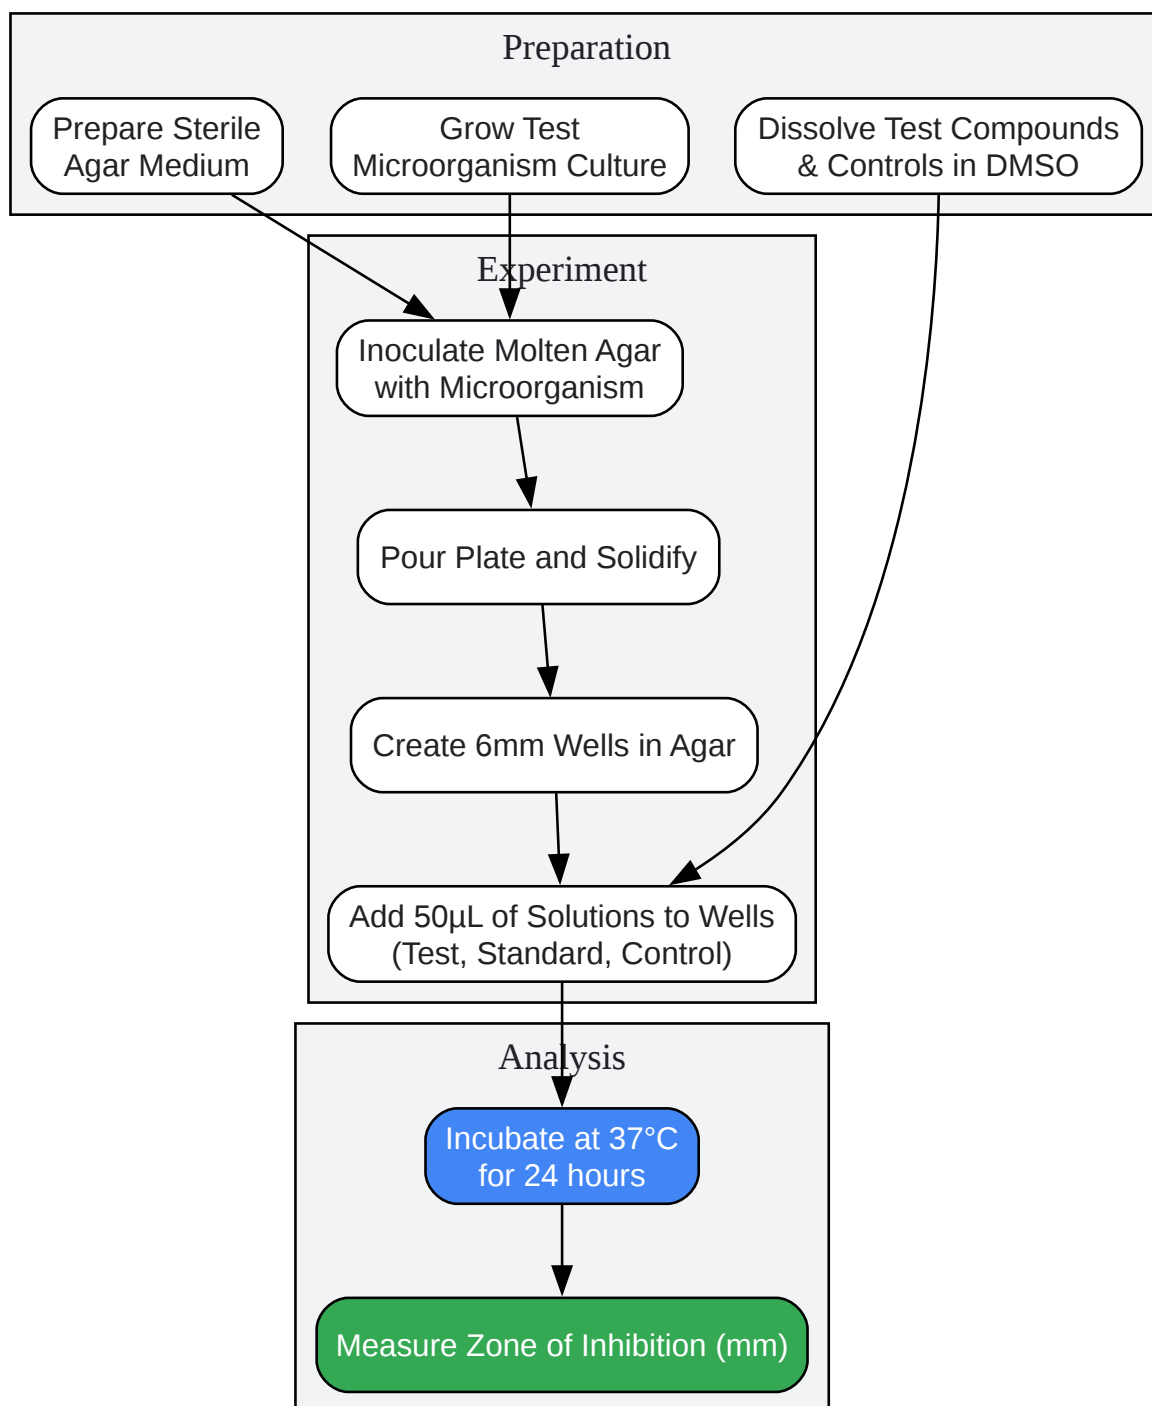 Preparation
Prepare Sterile
Agar Medium
Grow Test
Microorganism Culture
Dissolve Test Compounds
& Controls in DMSO
Experiment
Inoculate Molten Agar
with Microorganism
Pour Plate and Solidify
Create 6mm Wells in Agar
Add 50µL of Solutions to Wells
(Test, Standard, Control)
Analysis
Incubate at 37°C
for 24 hours
Measure Zone of Inhibition (mm)